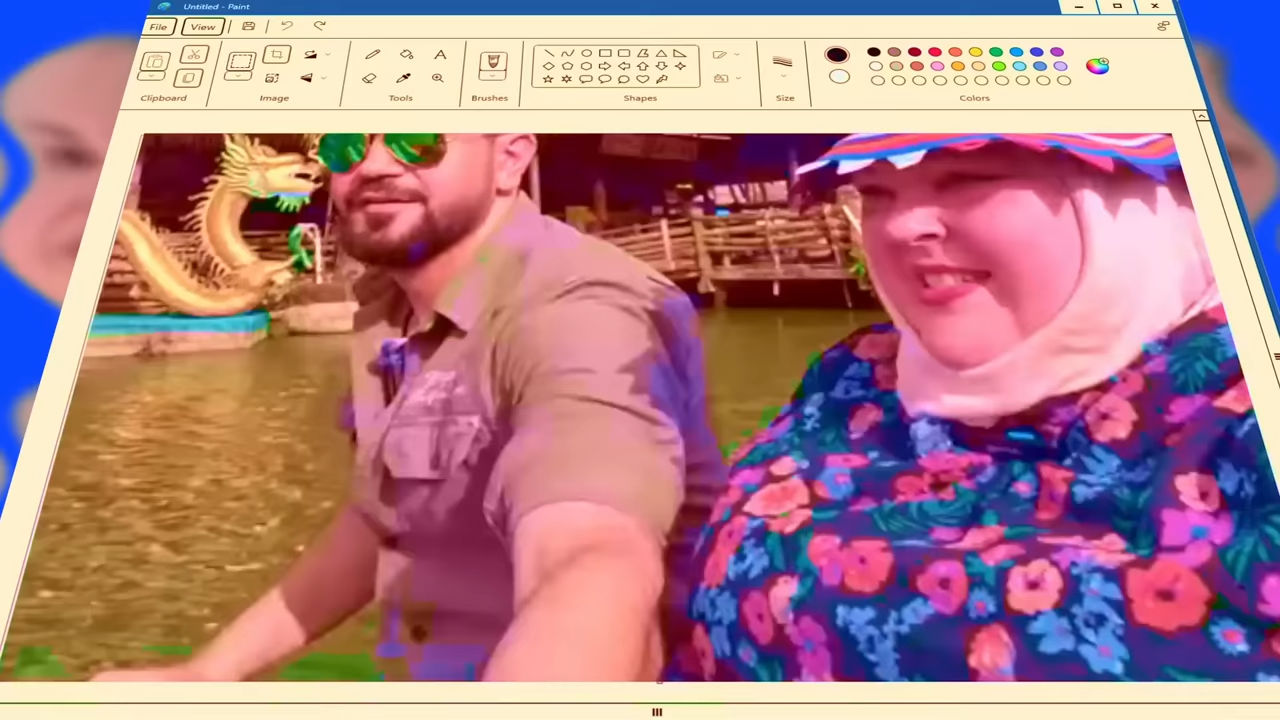 Untitled - Paint
File View
Clipboard Image Tools Brushes Shapes Size Colors